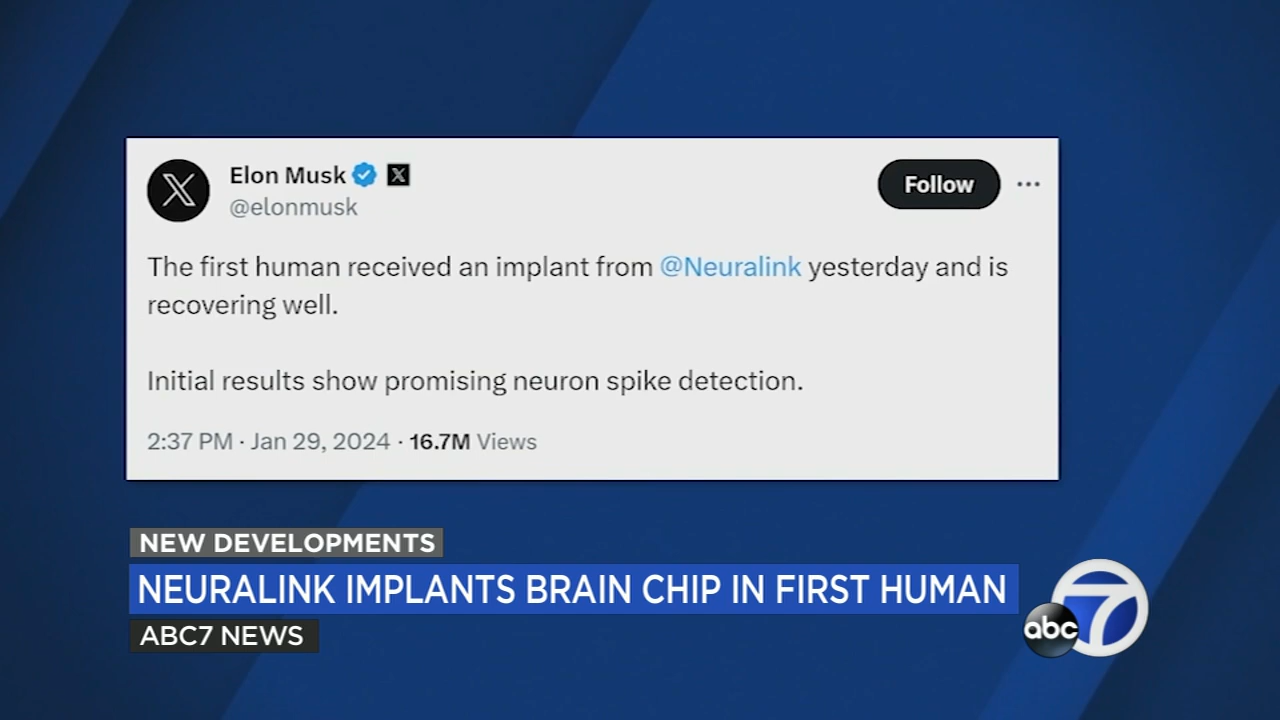 Elon Musk
@elonmusk
Follow
The first human received an implant from @Neuralink yesterday and is
recovering well.
Initial results show promising neuron spike detection.
2:37 PM · Jan 29, 2024 · 16.7M Views
NEW DEVELOPMENTS
NEURALINK IMPLANTS BRAIN CHIP IN FIRST HUMAN
ABC7 NEWS
abc 7